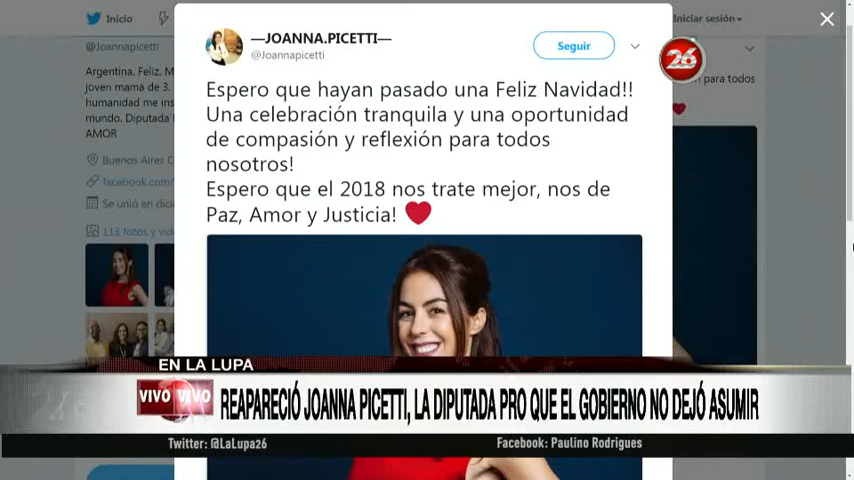 Inicio
Iniciar sesión
@Joannapicetti
Argentina. Feliz. M
joven mamá de 3.
humanidad me ins
mundo. Diputada
AMOR
Buenos Aires C
facebook.com/
Se unió en dici
113 fotos y vide
—JOANNA.PICETTI—
@Joannapicetti
Seguir
26
para todos
Espero que hayan pasado una Feliz Navidad!!
Una celebración tranquila y una oportunidad
de compasión y reflexión para todos
nosotros!
Espero que el 2018 nos trate mejor, nos de
Paz, Amor y Justicia!
EN LA LUPA
VIVO VIVO
REAPARECIÓ JOANNA PICETTI, LA DIPUTADA PRO QUE EL GOBIERNO NO DEJÓ ASUMIR
Twitter: @LaLupa26
Facebook: Paulino Rodrigues